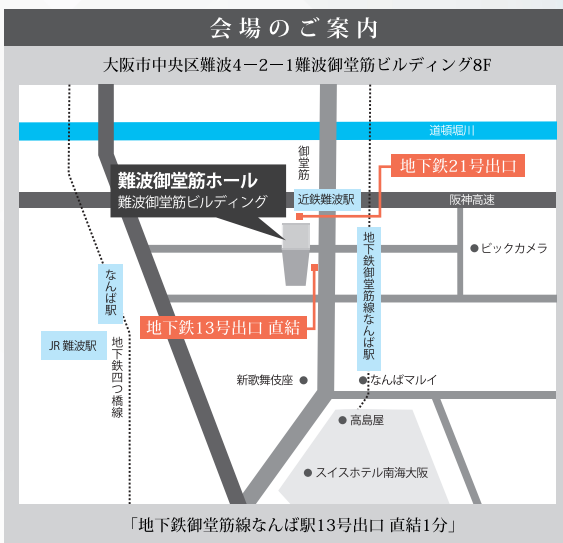 会場のご案内
大阪市中央区難波4－2－1難波御堂筋ビルディング8F
道頓堀川
御堂筋
地下鉄21号出口
難波御堂筋ホール
難波御堂筋ビルディング
近鉄難波駅
阪神高速
地下鉄御堂筋線なんば駅
ビックカメラ
なんば駅
地下鉄13号出口 直結
JR 難波駅
地下鉄四つ橋線
新歌舞伎座
なんばマルイ
高島屋
スイスホテル南海大阪
「地下鉄御堂筋線なんば駅13号出口 直結1分」